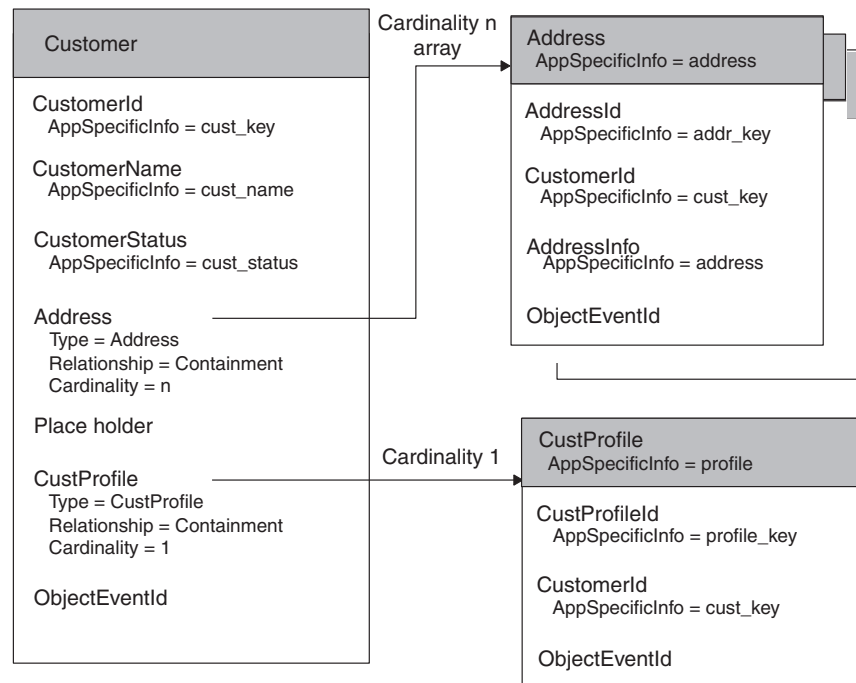 Customer
CustomerId
AppSpecificInfo = cust_key
CustomerName
AppSpecificInfo = cust_name
CustomerStatus
AppSpecificInfo = cust_status
Address
Type = Address
Relationship = Containment
Cardinality = n
Place holder
CustProfile
Type = CustProfile
Relationship = Containment
Cardinality = 1
ObjectEventId
Cardinality n
array
Address
AppSpecificInfo = address
AddressId
AppSpecificInfo = addr_key
CustomerId
AppSpecificInfo = cust_key
AddressInfo
AppSpecificInfo = address
ObjectEventId
Cardinality 1
CustProfile
AppSpecificInfo = profile
CustProfileId
AppSpecificInfo = profile_key
CustomerId
AppSpecificInfo = cust_key
ObjectEventId